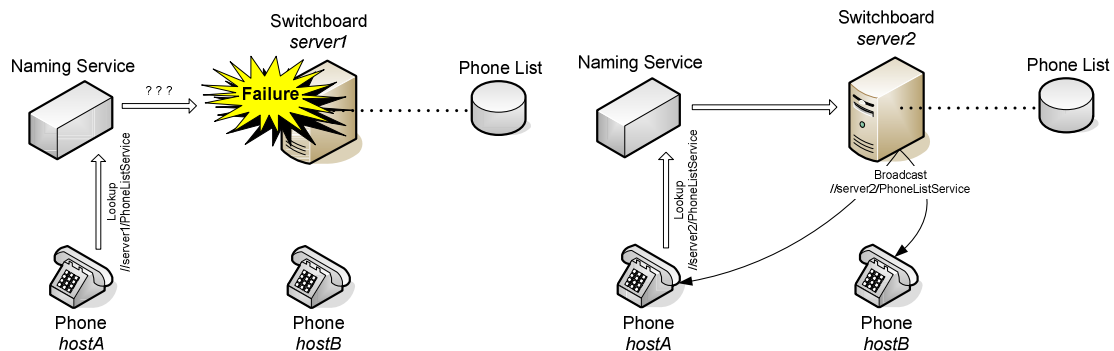 Switchboard
server1
Naming Service
Phone List
? ? ?
Failure
Lookup
//server1/PhoneListService
Phone
hostA
Phone
hostB
Switchboard
server2
Naming Service
Phone List
Broadcast
//server2/PhoneListService
Lookup
//server2/PhoneListService
Phone
hostA
Phone
hostB